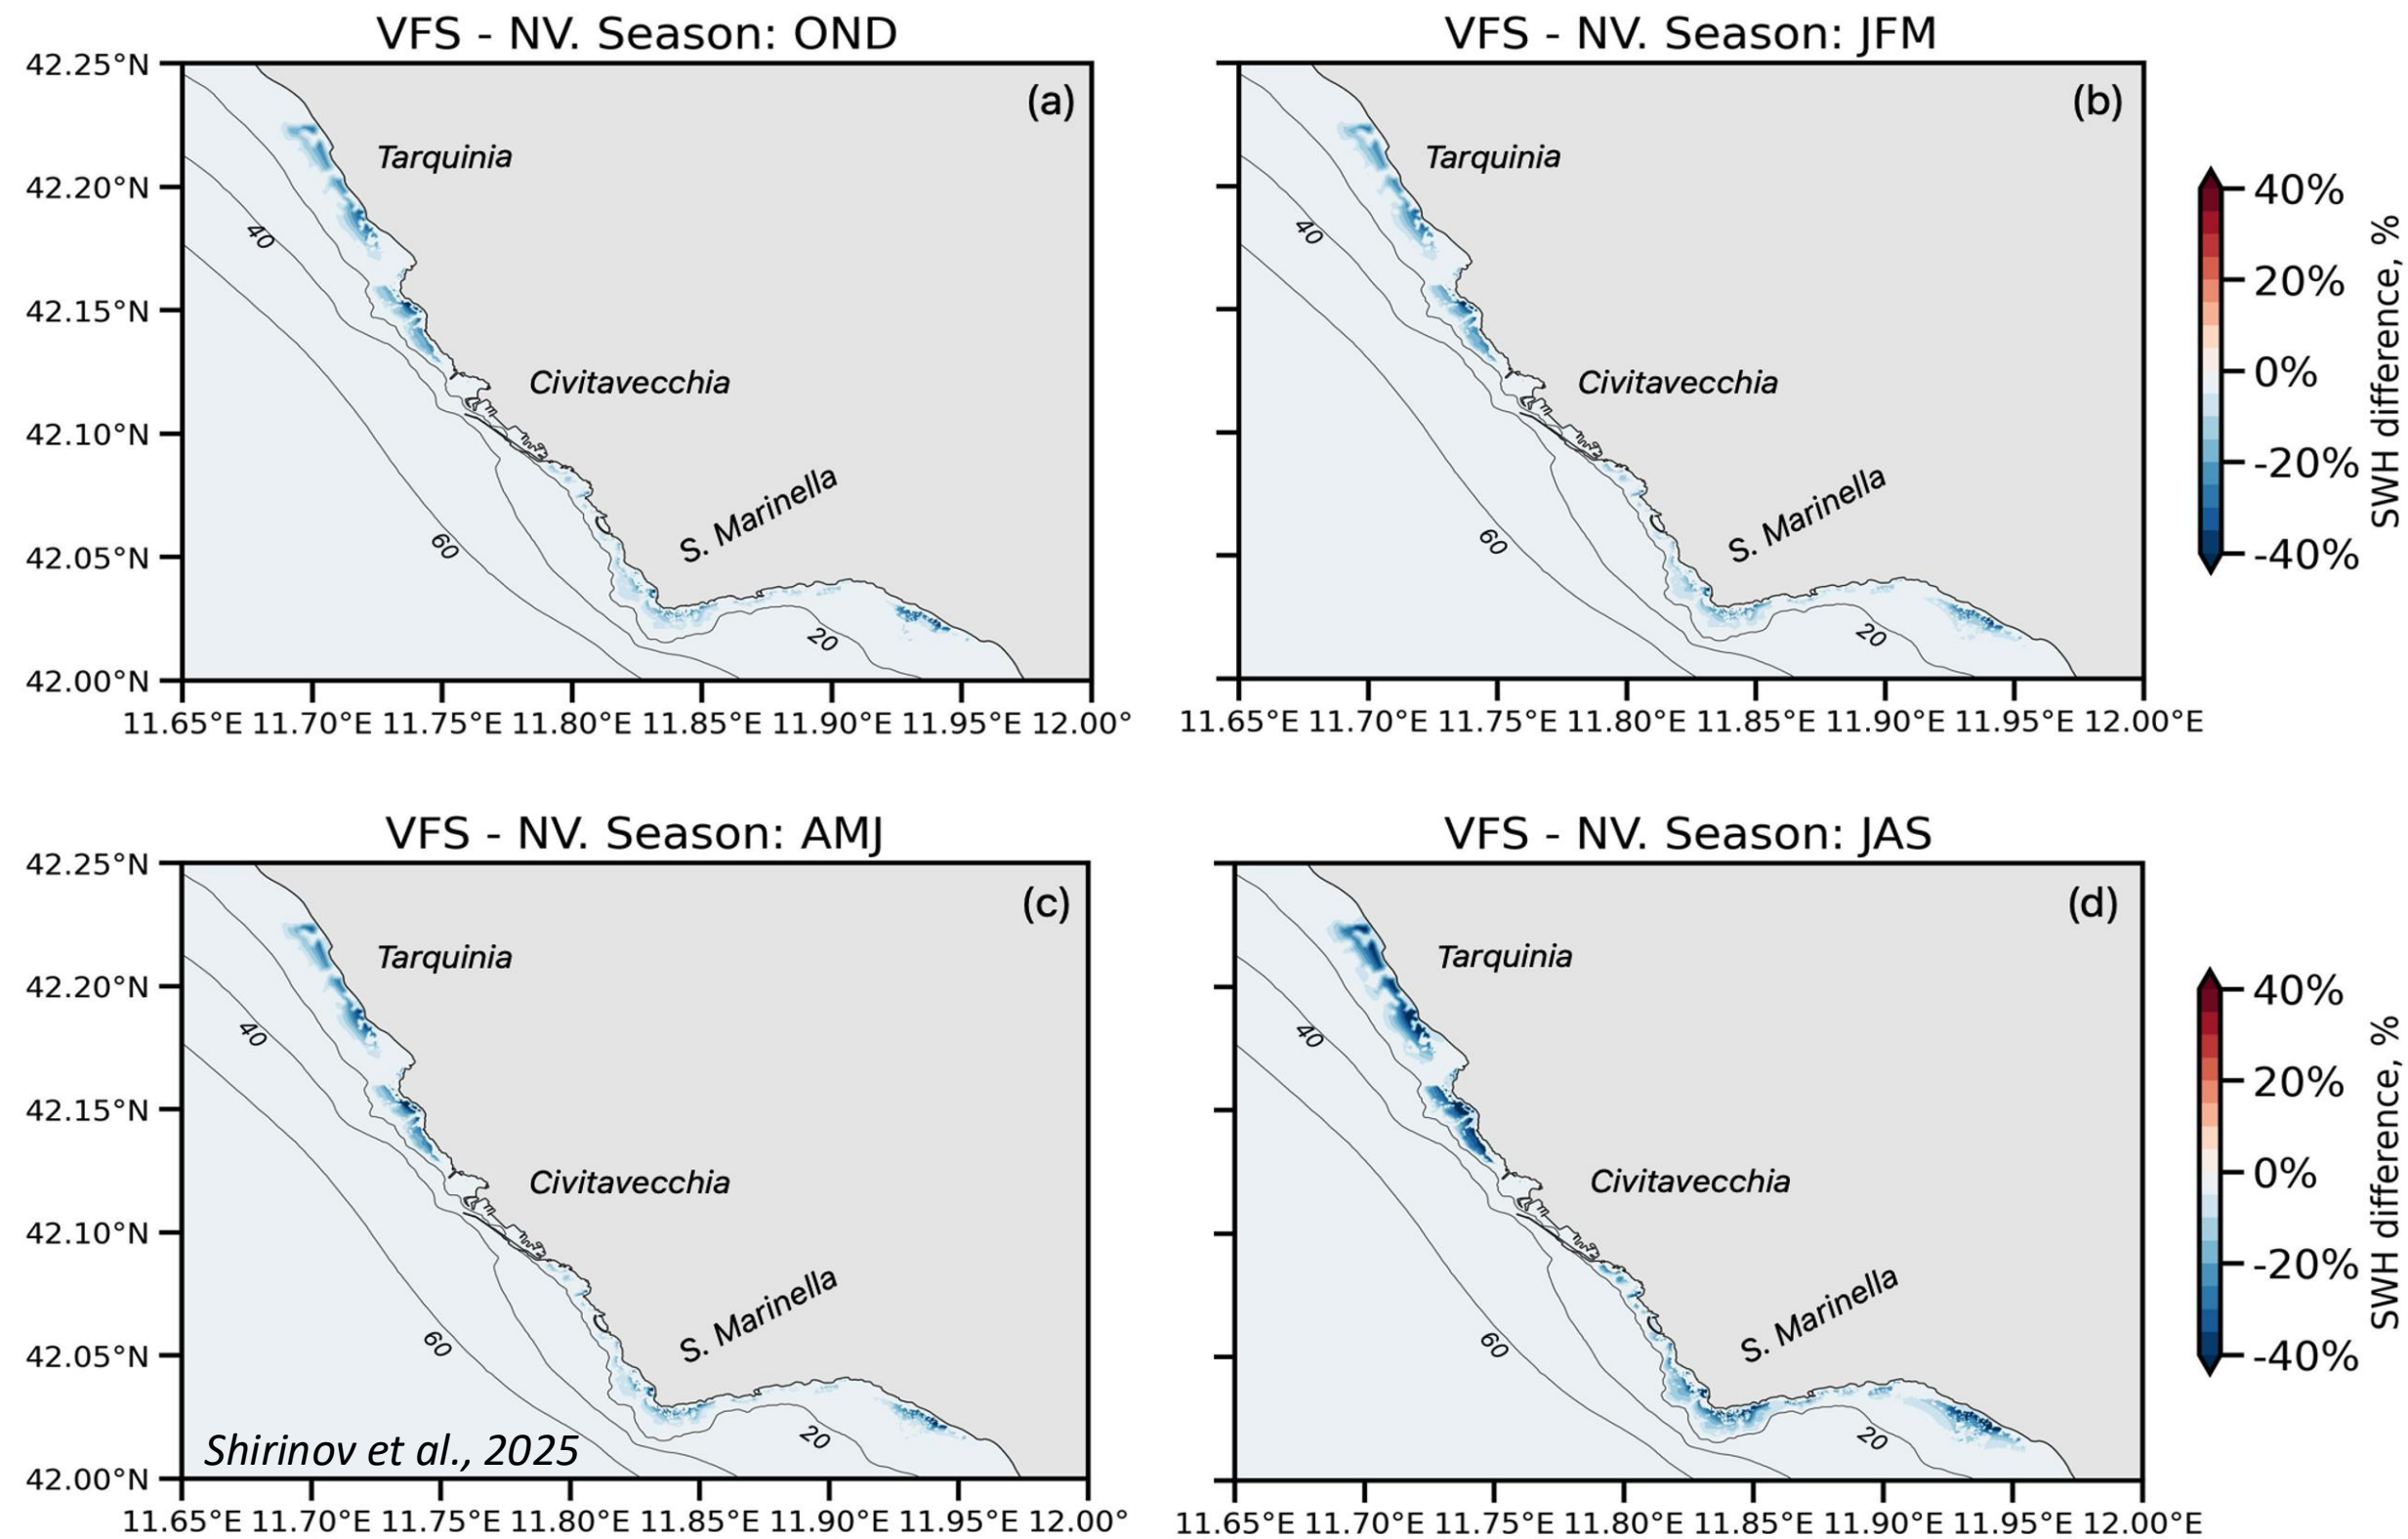 VFS - NV. Season: OND
42.25°N
42.20°N
42.15°N
42.10°N
42.05°N
42.00°N
(a)
Tarquinia
Civitavecchia
S. Marinella
40
60
20
11.65°E 11.70°E 11.75°E 11.80°E 11.85°E 11.90°E 11.95°E 12.00°
VFS - NV. Season: JFM
(b)
Tarquinia
Civitavecchia
S. Marinella
40
60
20
11.65°E 11.70°E 11.75°E 11.80°E 11.85°E 11.90°E 11.95°E 12.00°E
40%
20%
0%
-20%
-40%
SWH difference, %
VFS - NV. Season: AMJ
42.25°N
42.20°N
42.15°N
42.10°N
42.05°N
42.00°N
(c)
Tarquinia
Civitavecchia
S. Marinella
40
60
20
Shirinov et al., 2025
11.65°E 11.70°E 11.75°E 11.80°E 11.85°E 11.90°E 11.95°E 12.00°
VFS - NV. Season: JAS
(d)
Tarquinia
Civitavecchia
S. Marinella
40
60
20
11.65°E 11.70°E 11.75°E 11.80°E 11.85°E 11.90°E 11.95°E 12.00°E
40%
20%
0%
-20%
-40%
SWH difference, %